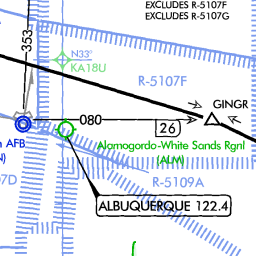 EXCLUDES R-5107F
EXCLUDES R-5107G
353
N33°
KA18U
R-5107F
GINGR
080
26
AFB
Alamogordo-White Sands Rgnl
(ALM)
07D
R-5109A
ALBUQUERQUE 122.4